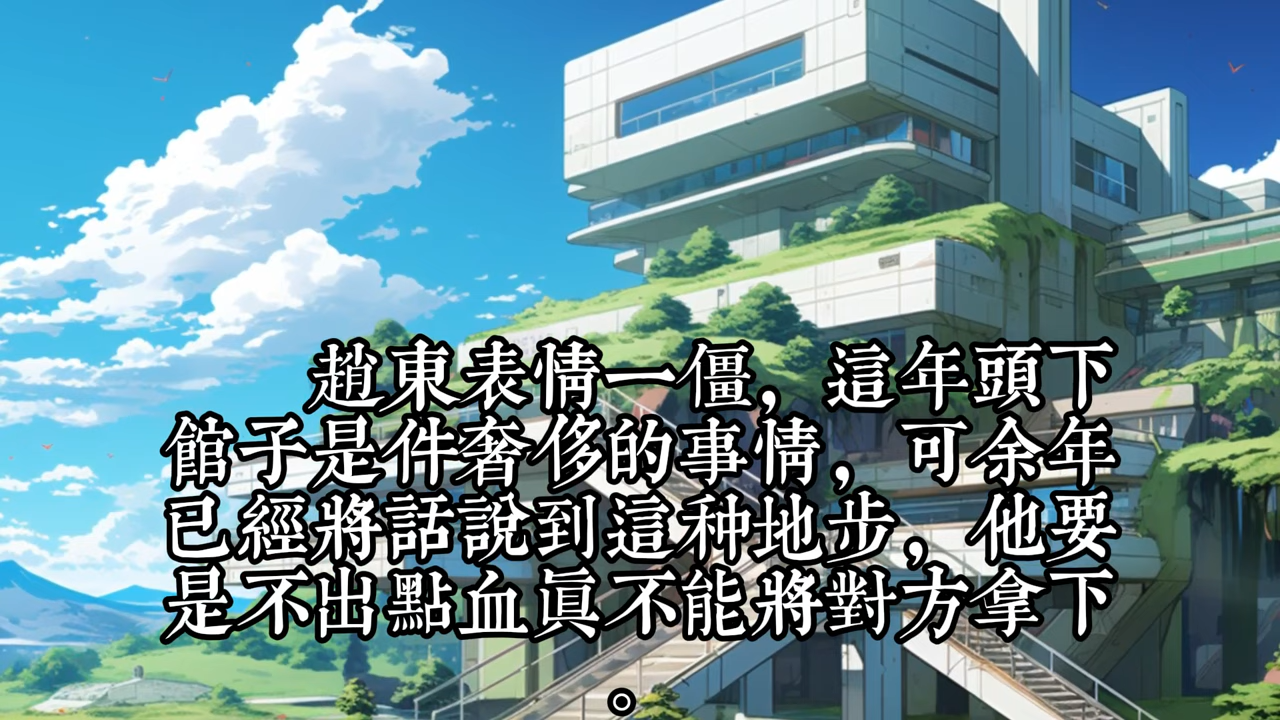 趙東表情一僵，這年頭下
館子是件奢侈的事情，可余年
已經將話說到這种地步，他要
是不出點血眞不能將對方拿下
。